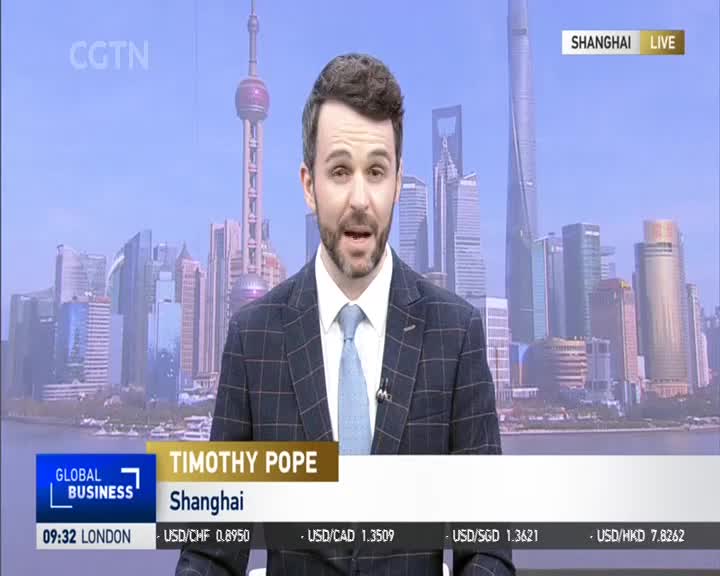 CGTN
SHANGHAI LIVE
TIMOTHY POPE
Shanghai
GLOBAL
BUSINESS
09:32 LONDON
· USD/CHF 0.8950 · USD/CAD 1.3509 · USD/SGD 1.3621 · USD/HKD 7.8262